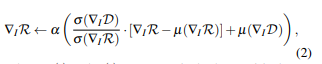 ∇_I R ← α ( σ(∇_I D) / σ(∇_I R) · [∇_I R − μ(∇_I R)] + μ(∇_I D) ) ,
(2)